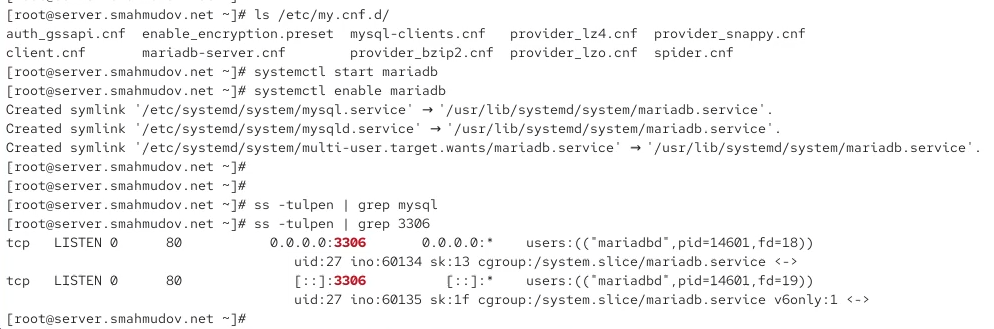 [root@server.smahmudov.net ~]# ls /etc/my.cnf.d/
auth_gssapi.cnf  enable_encryption.preset  mysql-clients.cnf   provider_lz4.cnf  provider_snappy.cnf
client.cnf       mariadb-server.cnf        provider_bzip2.cnf  provider_lzo.cnf  spider.cnf
[root@server.smahmudov.net ~]# systemctl start mariadb
[root@server.smahmudov.net ~]# systemctl enable mariadb
Created symlink '/etc/systemd/system/mysql.service' → '/usr/lib/systemd/system/mariadb.service'.
Created symlink '/etc/systemd/system/mysqld.service' → '/usr/lib/systemd/system/mariadb.service'.
Created symlink '/etc/systemd/system/multi-user.target.wants/mariadb.service' → '/usr/lib/systemd/system/mariadb.service'.
[root@server.smahmudov.net ~]#
[root@server.smahmudov.net ~]#
[root@server.smahmudov.net ~]# ss -tulpen | grep mysql
[root@server.smahmudov.net ~]# ss -tulpen | grep 3306
tcp   LISTEN 0      80           0.0.0.0:3306       0.0.0.0:*    users:(("mariadbd",pid=14601,fd=18))
uid:27 ino:60134 sk:13 cgroup:/system.slice/mariadb.service <->
tcp   LISTEN 0      80              [::]:3306          [::]:*    users:(("mariadbd",pid=14601,fd=19))
uid:27 ino:60135 sk:1f cgroup:/system.slice/mariadb.service v6only:1 <->
[root@server.smahmudov.net ~]#